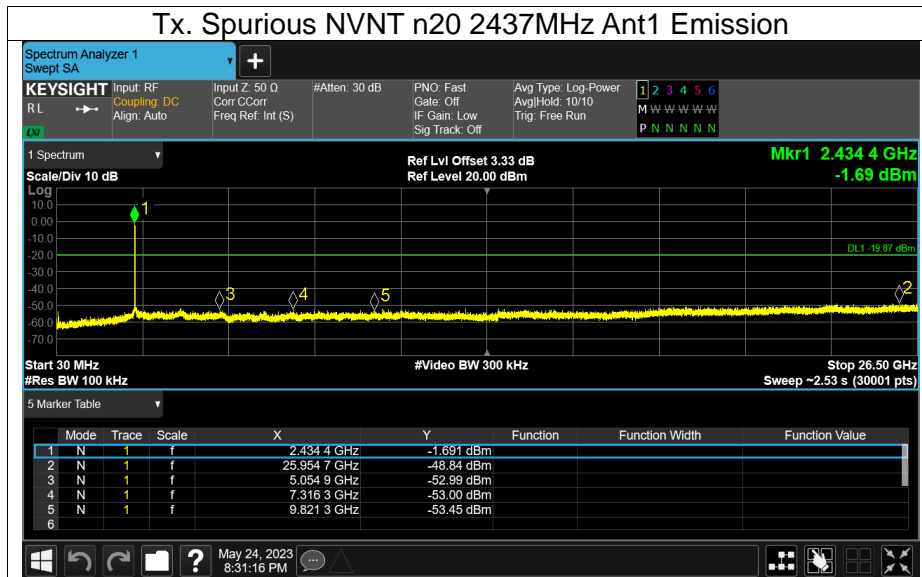 Tx. Spurious NVNT n20 2437MHz Ant1 Emission
Spectrum Analyzer 1
Swept SA
+
KEYSIGHT Input: RF Input Z: 50 Ω #Atten: 30 dB PNO: Fast Avg Type: Log-Power 1 2 3 4 5 6
RL Coupling: DC Corr CCorr Gate: Off Avg|Hold: 10/10 M W W W W W
Align: Auto Freq Ref: Int (S) IF Gain: Low Trig: Free Run
LXI Sig Track: Off P N N N N N
1 Spectrum Ref Lvl Offset 3.33 dB Mkr1 2.434 4 GHz
Scale/Div 10 dB Ref Level 20.00 dBm -1.69 dBm
Log
10.0 1
0.00
-10.0
-20.0 DL1 -19.87 dBm
-30.0
-40.0
-50.0 3 4 5 2
-60.0
-70.0
Start 30 MHz #Video BW 300 kHz Stop 26.50 GHz
#Res BW 100 kHz Sweep ~2.53 s (30001 pts)
5 Marker Table
Mode Trace Scale X Y Function Function Width Function Value
1 N 1 f 2.434 4 GHz -1.691 dBm
2 N 1 f 25.954 7 GHz -48.84 dBm
3 N 1 f 5.054 9 GHz -52.99 dBm
4 N 1 f 7.316 3 GHz -53.00 dBm
5 N 1 f 9.821 3 GHz -53.45 dBm
6
? May 24, 2023
8:31:16 PM